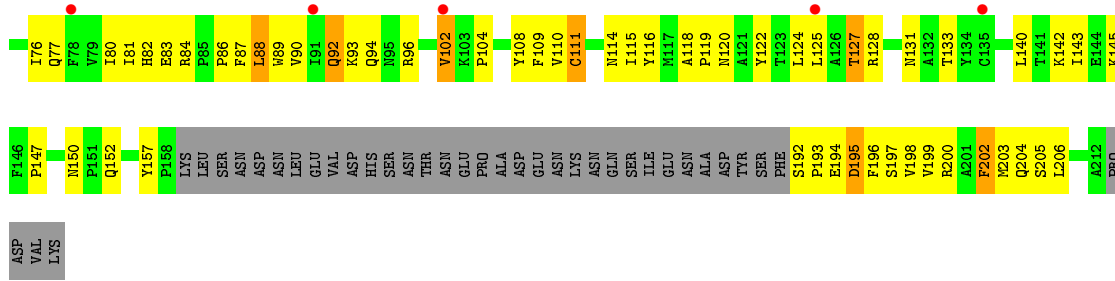 I76 Q77 F78 V79 I80 I81 H82 E83 R84 P85 P86 F87 L88 W89 V90 I91 Q92 K93 Q94 N95 R96 V102 K103 P104 Y108 F109 V110 C111 N114 I115 Y116 M117 A118 P119 N120 A121 Y122 T123 L124 L125 A126 T127 R128 N131 A132 T133 Y134 C135 L140 T141 K142 I143 E144 K145
F146 P147 N150 P151 Q152 Y157 P158 LYS LEU SER ASN ASP ASN LEU GLU VAL ASP HIS SER ASN THR ASN GLU PRO ALA ASP GLU ASN LYS ASN GLN SER ILE GLU ASN ALA ASP TYR SER PHE S192 P193 E194 D195 F196 S197 V198 V199 R200 A201 F202 M203 Q204 S205 L206 A212 PRO
ASP VAL LYS